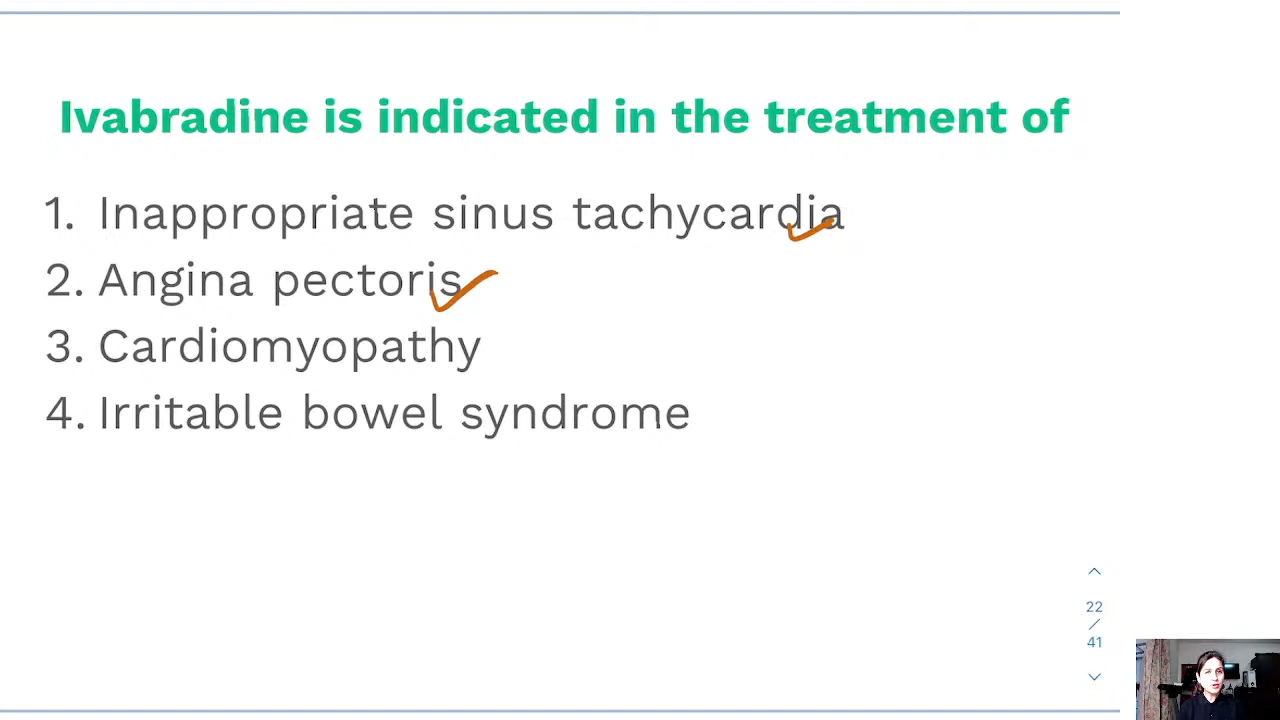 Ivabradine is indicated in the treatment of
1. Inappropriate sinus tachycardia
2. Angina pectoris
3. Cardiomyopathy
4. Irritable bowel syndrome
22
/
41